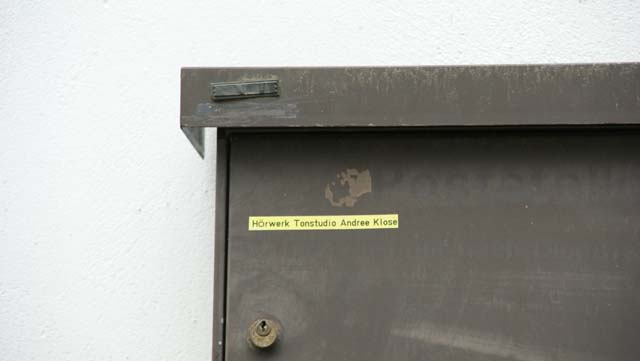 Hörwerk Tonstudio Andree Klose